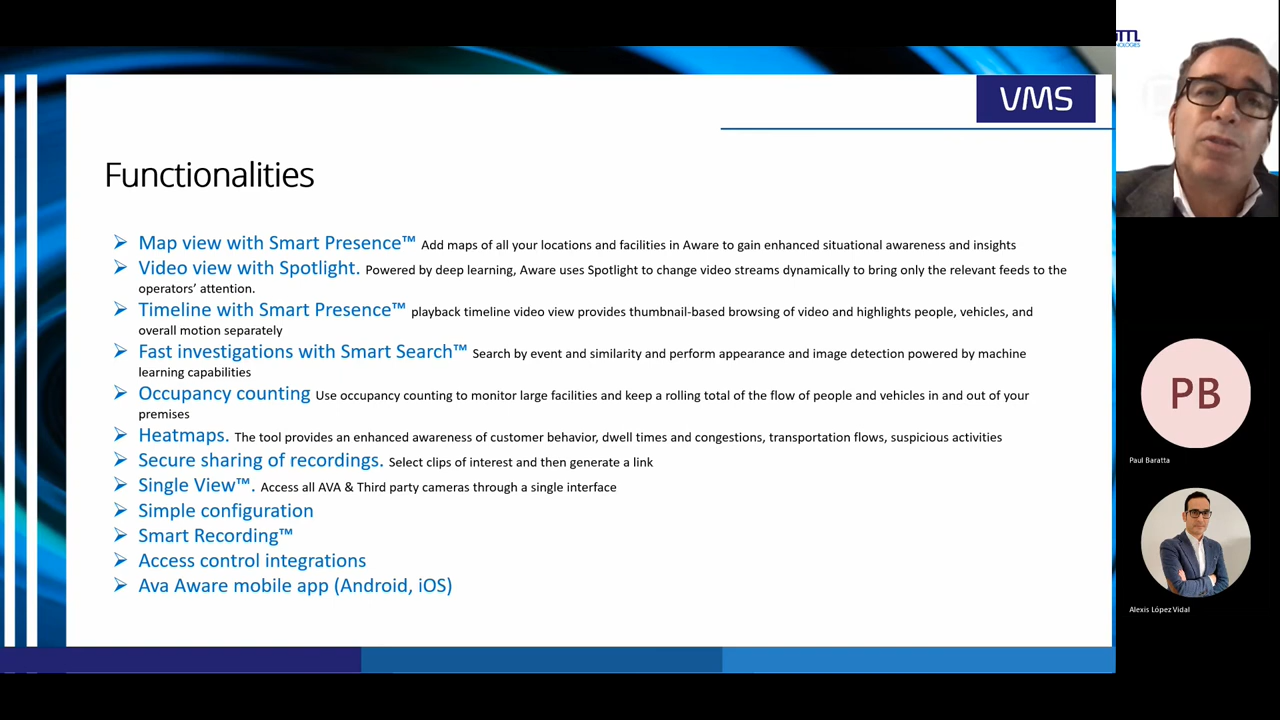 VMS
Functionalities
Map view with Smart Presence™ Add maps of all your locations and facilities in Aware to gain enhanced situational awareness and insights
Video view with Spotlight. Powered by deep learning, Aware uses Spotlight to change video streams dynamically to bring only the relevant feeds to the
operators’ attention.
Timeline with Smart Presence™ playback timeline video view provides thumbnail-based browsing of video and highlights people, vehicles, and
overall motion separately
Fast investigations with Smart Search™ Search by event and similarity and perform appearance and image detection powered by machine
learning capabilities
Occupancy counting Use occupancy counting to monitor large facilities and keep a rolling total of the flow of people and vehicles in and out of your
premises
Heatmaps. The tool provides an enhanced awareness of customer behavior, dwell times and congestions, transportation flows, suspicious activities
Secure sharing of recordings. Select clips of interest and then generate a link
Single View™. Access all AVA & Third party cameras through a single interface
Simple configuration
Smart Recording™
Access control integrations
Ava Aware mobile app (Android, iOS)
PB
Paul Baratta
Alexis López Vidal